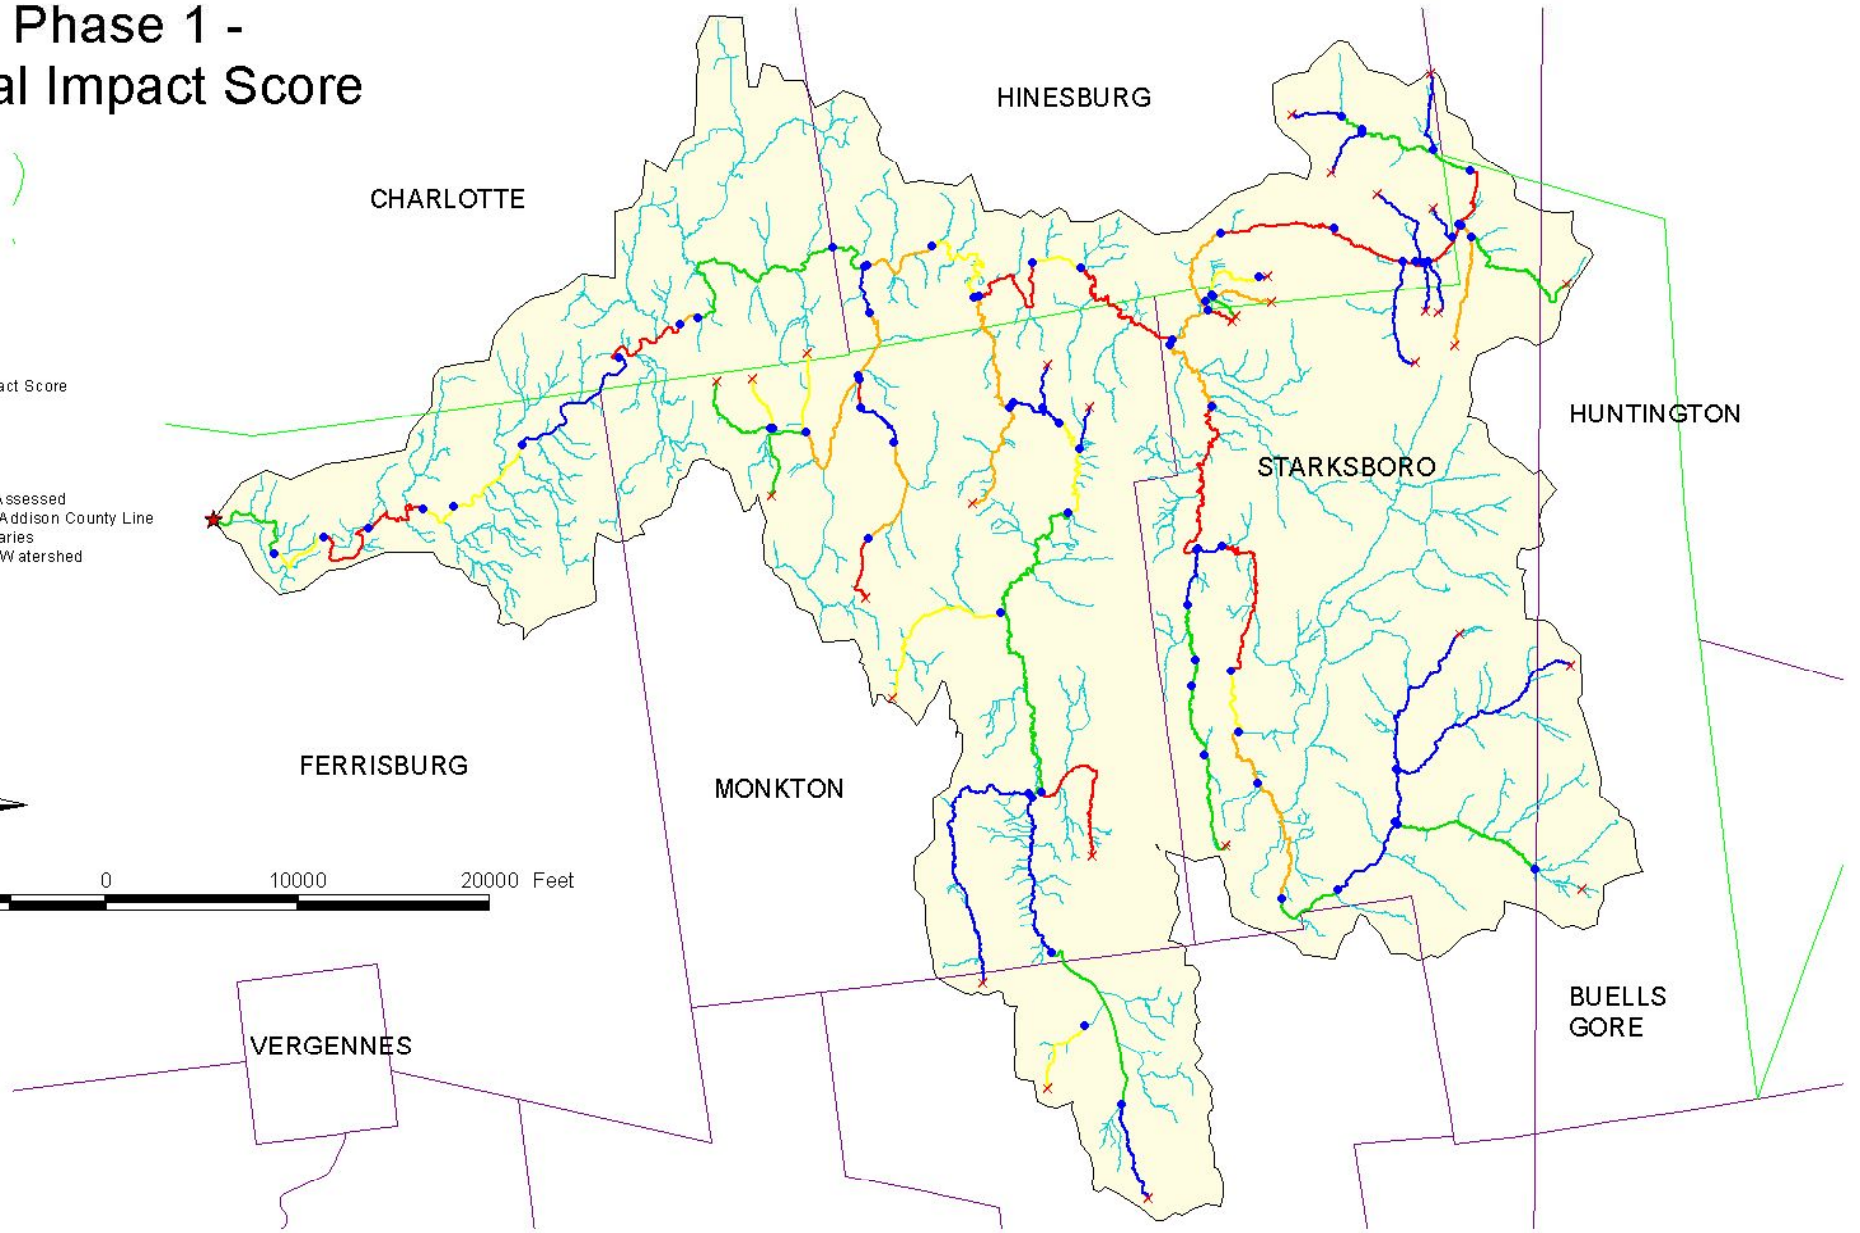 Phase 1 -
al Impact Score
HINESBURG
CHARLOTTE
act Score
HUNTINGTON
STARKSBORO
Assessed
Addison County Line
aries
Watershed
FERRISBURG
MONKTON
0 10000 20000 Feet
BUELLS
GORE
VERGENNES